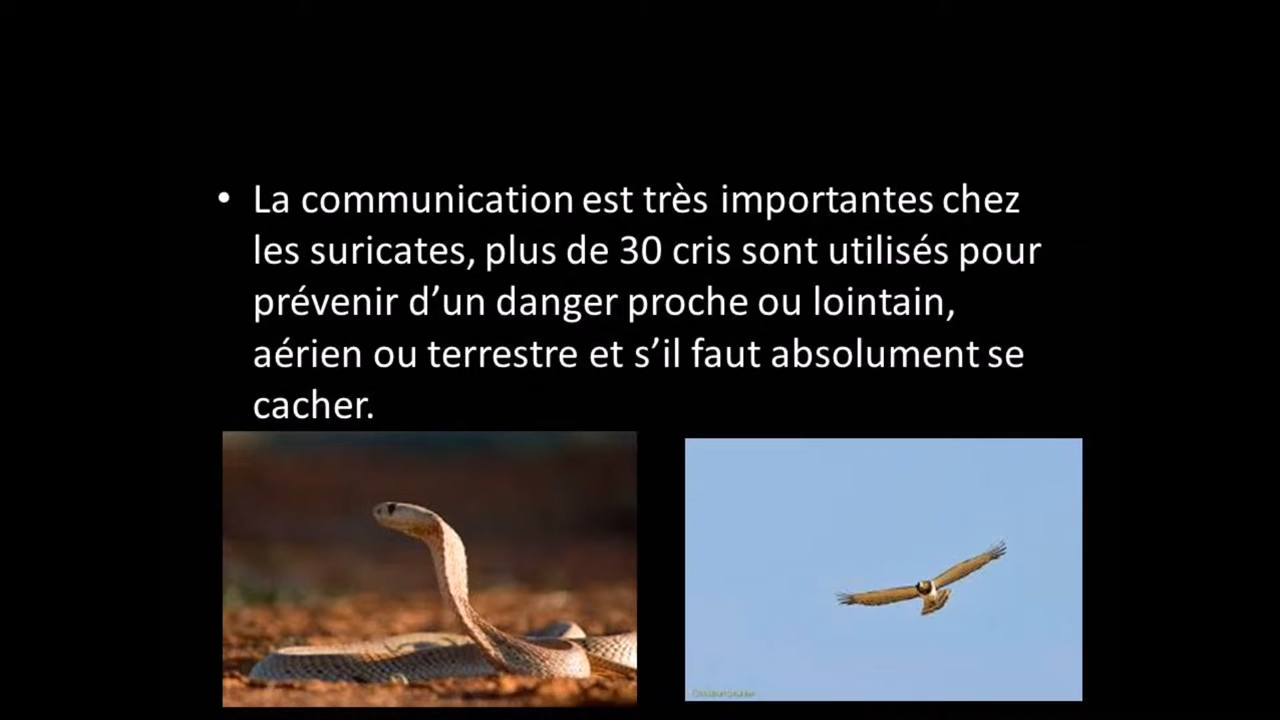 • La communication est très importantes chez
les suricates, plus de 30 cris sont utilisés pour
prévenir d’un danger proche ou lointain,
aérien ou terrestre et s’il faut absolument se
cacher.